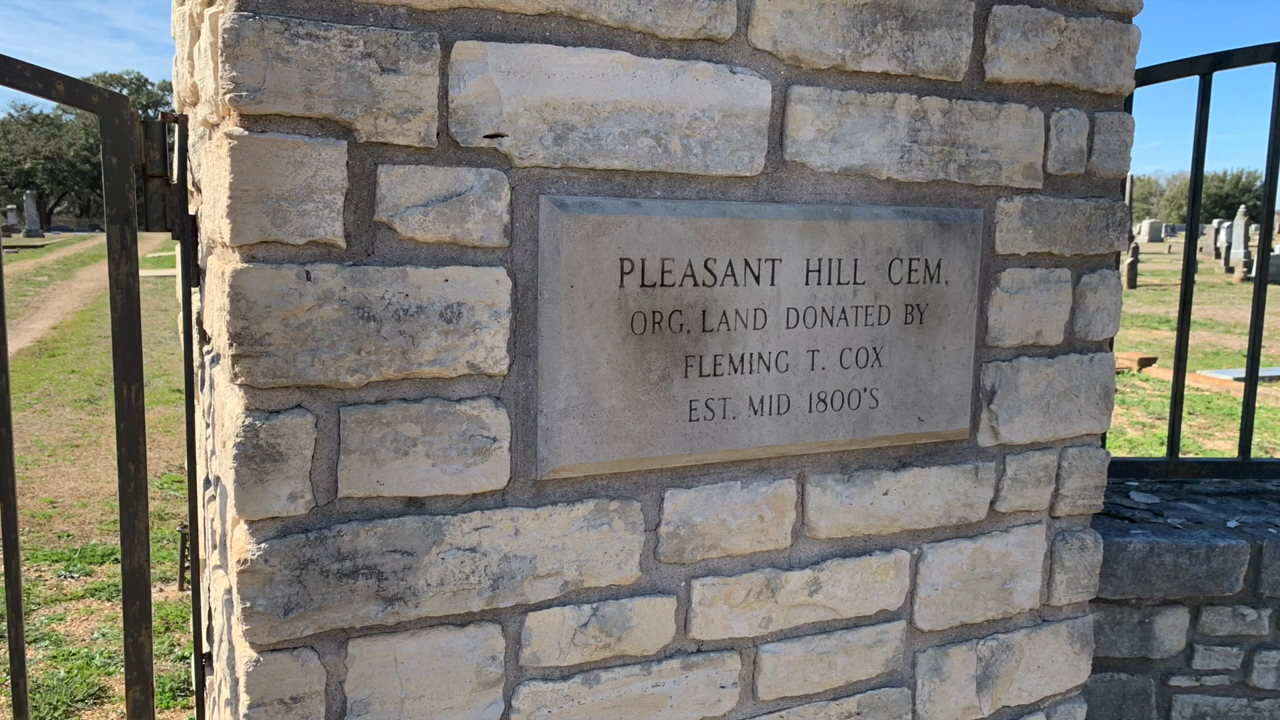 PLEASANT HILL CEM.
ORG. LAND DONATED BY
FLEMING T. COX
EST. MID 1800'S